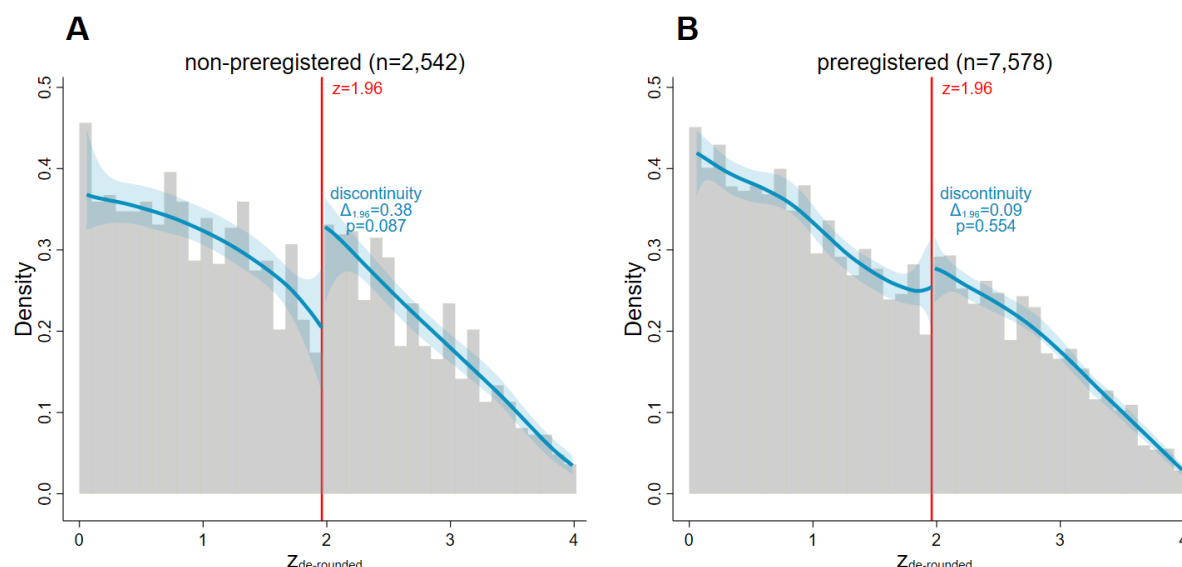 A
non-preregistered (n=2,542)
z=1.96
discontinuity
Δ₁.₉₆=0.38
p=0.087
Density
0.5
0.4
0.3
0.2
0.1
0.0
0 1 2 3 4
Zde-rounded
B
preregistered (n=7,578)
z=1.96
discontinuity
Δ₁.₉₆=0.09
p=0.554
Density
0.5
0.4
0.3
0.2
0.1
0.0
0 1 2 3 4
Zde-rounded